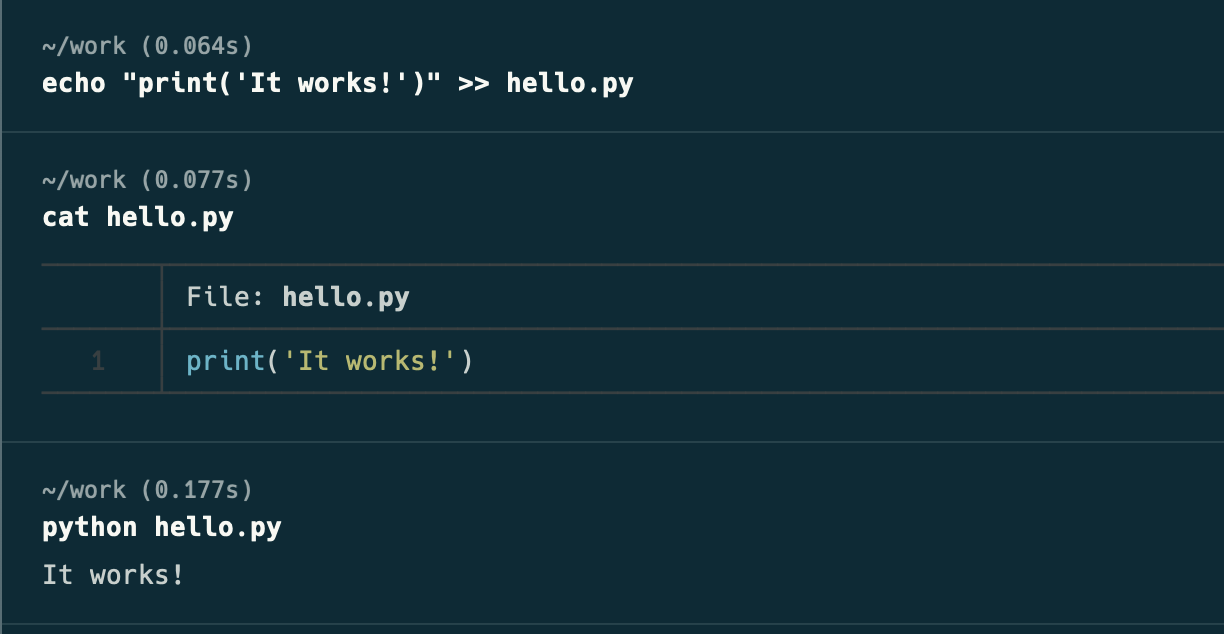 ~/work (0.064s)
echo "print('It works!')" >> hello.py
~/work (0.077s)
cat hello.py
File: hello.py
1 print('It works!')
~/work (0.177s)
python hello.py
It works!